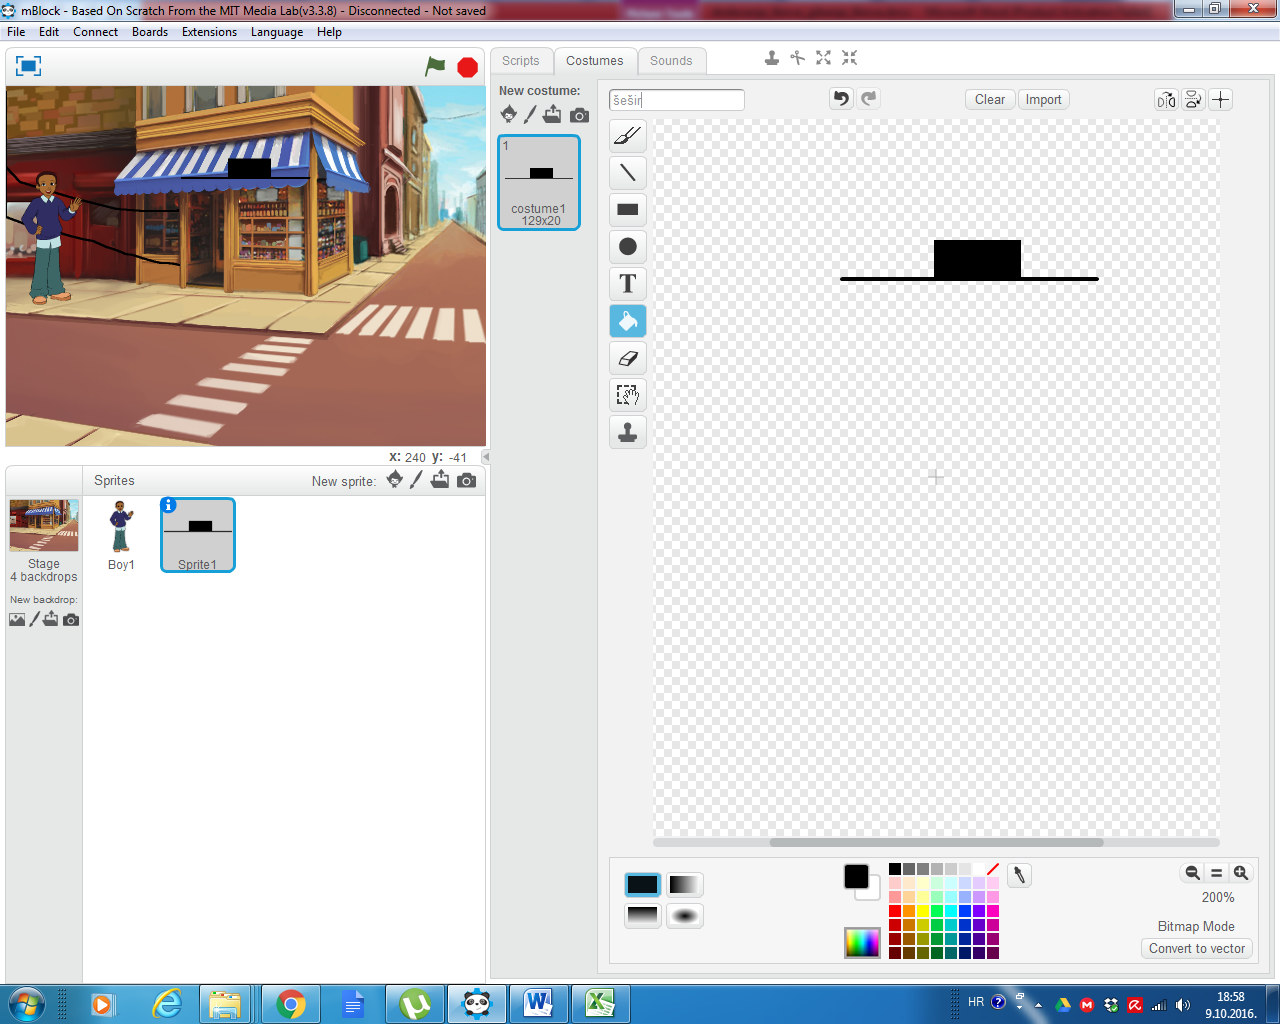 mBlock - Based On Scratch From the MIT Media Lab(v3.3.8) - Disconnected - Not saved
File Edit Connect Boards Extensions Language Help
Scripts Costumes Sounds
New costume:
šešir
Clear Import
1
costume1
129x20
T
x: 240 y: -41
Sprites New sprite:
Stage
4 backdrops
New backdrop:
Boy1
Sprite1
200%
Bitmap Mode
Convert to vector
HR
18:58
9.10.2016.